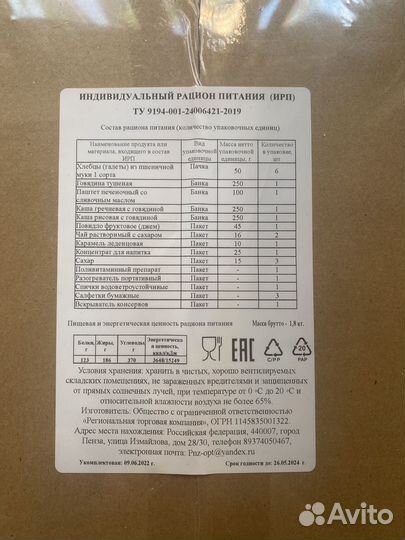 ИНДИВИДУАЛЬНЫЙ РАЦИОН ПИТАНИЯ (ИРП)
ТУ 9194-001-24006421-2019
Состав рациона питания (количество упаковочных единиц)
Наименование продукта или материала, входящего в состав ИРП Вид упаковочной единицы Масса нетто упаковочной единицы, г. Количество в упаковке, шт
Хлебцы (галеты) из пшеничной муки 1 сорта Пачка 50 6
Говядина тушеная Банка 250 1
Паштет печеночный со сливочным маслом Банка 100 1
Каша гречневая с говядиной Банка 250 1
Каша рисовая с говядиной Банка 250 1
Повидло фруктовое (джем) Пакет 45 1
Чай растворимый с сахаром Пакет 16 2
Карамель леденцовая Пакет 10 1
Концентрат для напитка Пакет 25 1
Сахар Пакет 15 3
Поливитаминный препарат - - 1
Разогреватель портативный - - 1
Спички водоветроустойчивые - - 1
Салфетки бумажные - - 3
Вскрыватель консервов - - 1
Пищевая и энергетическая ценность рациона питания Масса брутто - 1,8 кг.
Белки, г Жиры, г Углеводы, г Энергетическая ценность, ккал/кДж
123 186 370 3648/15249
EAC
C/PP
20
PAP
Условия хранения: хранить в чистых, хорошо вентилируемых
складских помещениях, не зараженных вредителями и защищенных
от прямых солнечных лучей, при температуре от 0 °C до 20 °C и
относительной влажности воздуха не более 65%.
Изготовитель: Общество с ограниченной ответственностью
«Региональная торговая компания», ОГРН 1145835001322.
Адрес места нахождения: Российская Федерация, 440007, город
Пенза, улица Измайлова, дом 28/30, телефон 89374050467,
электронная почта: Pnz-opt@yandex.ru
Укомплектован: 09.06.2022 г. Срок годности до: 26.05.2024 г.
Avito